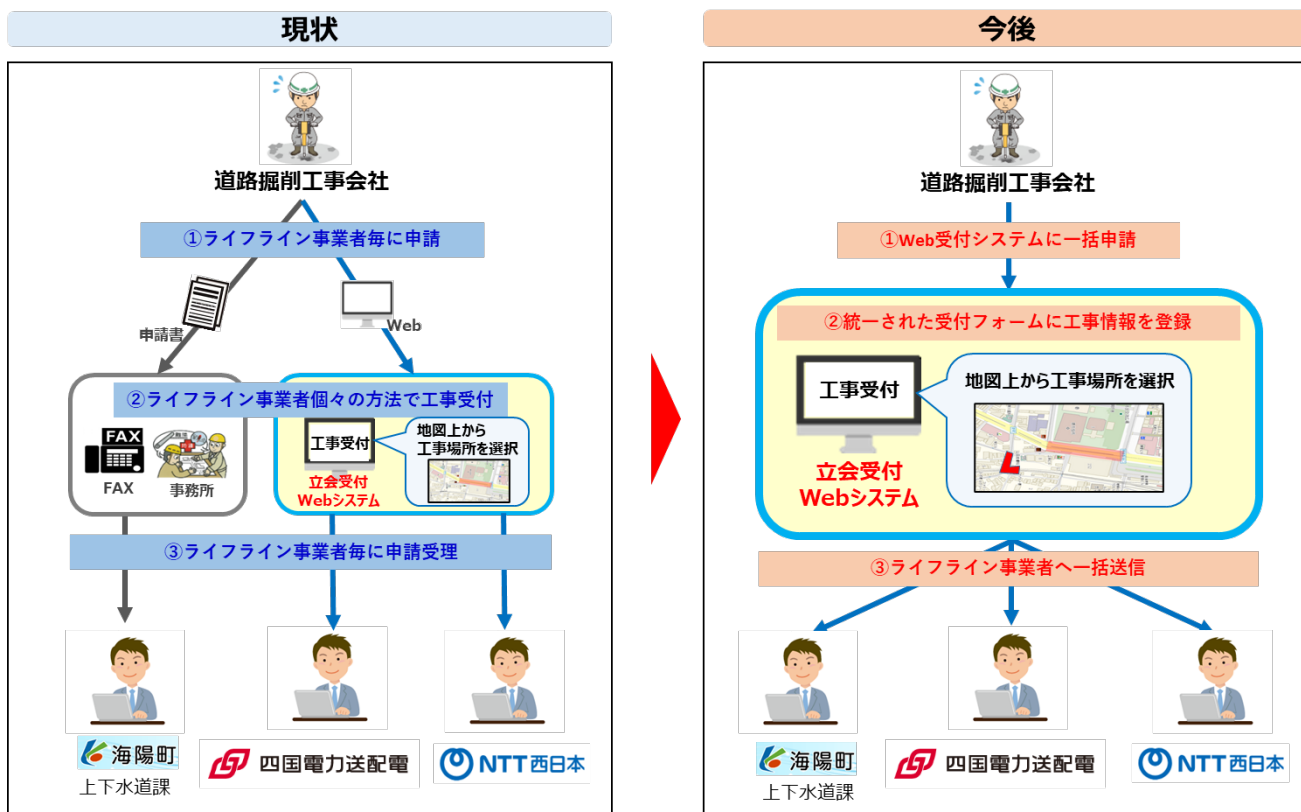 現状
道路掘削工事会社
①ライフライン事業者毎に申請
申請書
Web
②ライフライン事業者個々の方法で工事受付
FAX
FAX
事務所
工事受付
立会受付
Webシステム
地図上から
工事場所を選択
③ライフライン事業者毎に申請受理
海陽町
上下水道課
四国電力送配電
NTT西日本
今後
道路掘削工事会社
①Web受付システムに一括申請
②統一された受付フォームに工事情報を登録
工事受付
立会受付
Webシステム
地図上から工事場所を選択
③ライフライン事業者へ一括送信
海陽町
上下水道課
四国電力送配電
NTT西日本